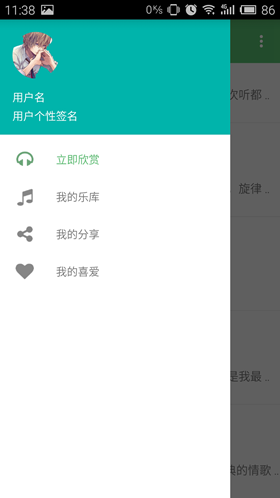 11:38
0K/s
86
用户名
用户个性签名
立即欣赏
我的乐库
我的分享
我的喜爱
欢听都 ..
旋律 ..
是我最 ..
典的情歌 ..